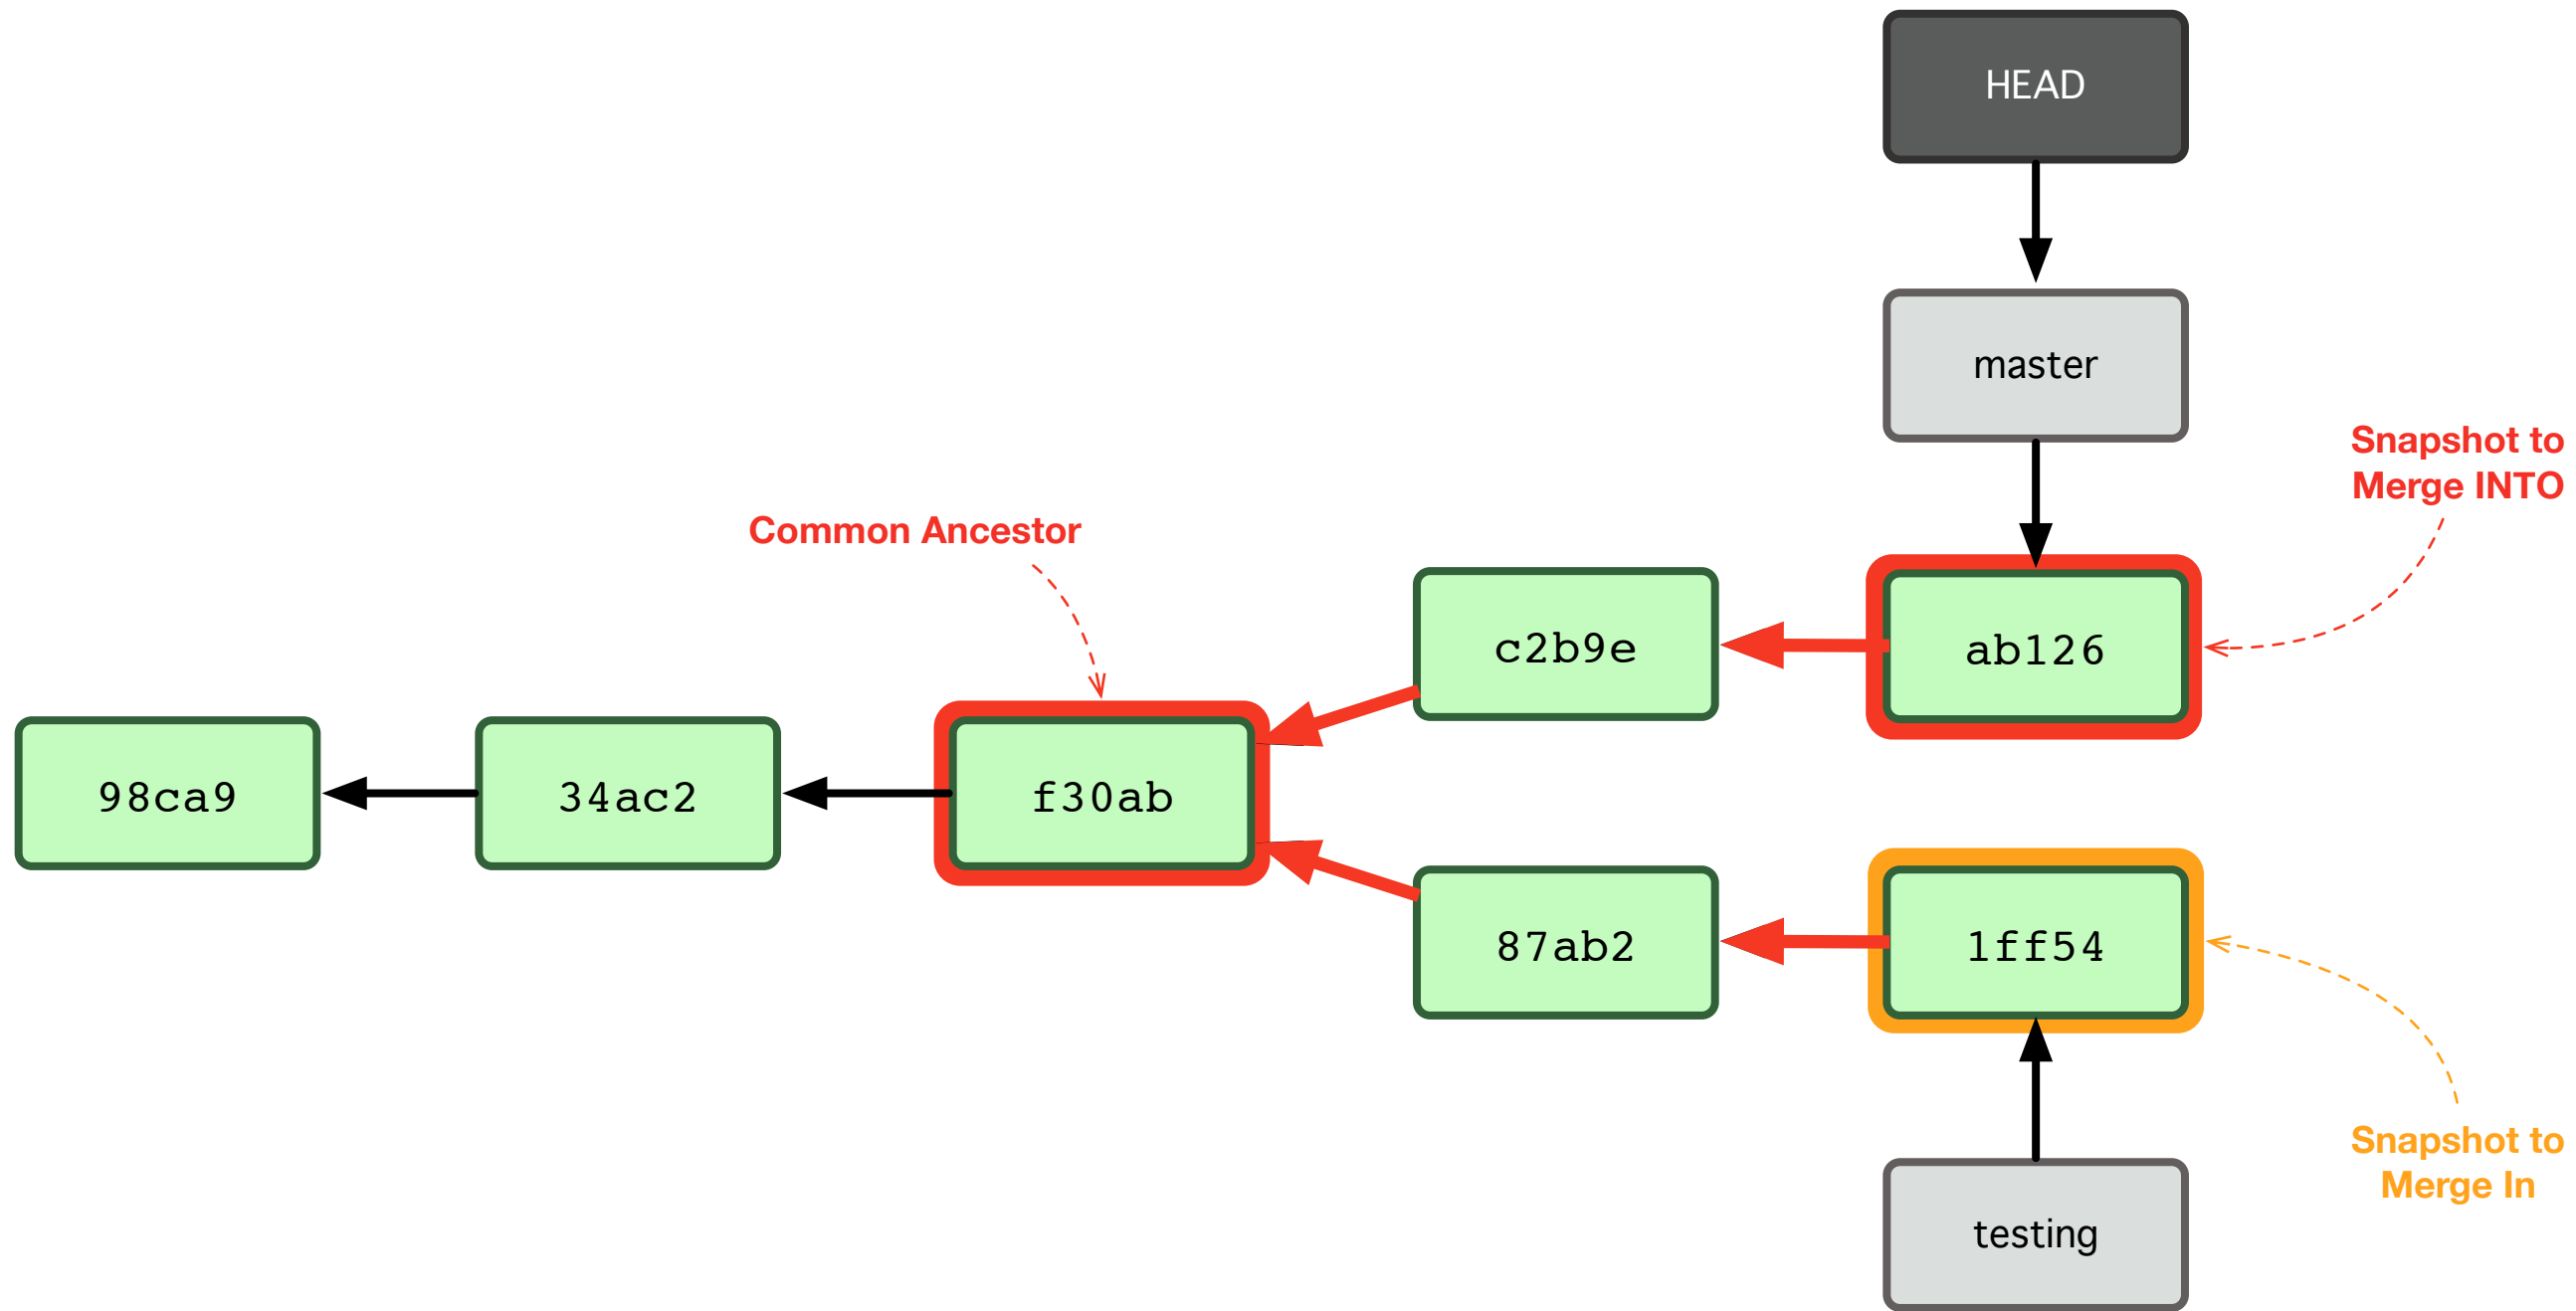 HEAD
master
Snapshot to
Merge INTO
Common Ancestor
c2b9e
ab126
98ca9
34ac2
f30ab
87ab2
1ff54
Snapshot to
Merge In
testing